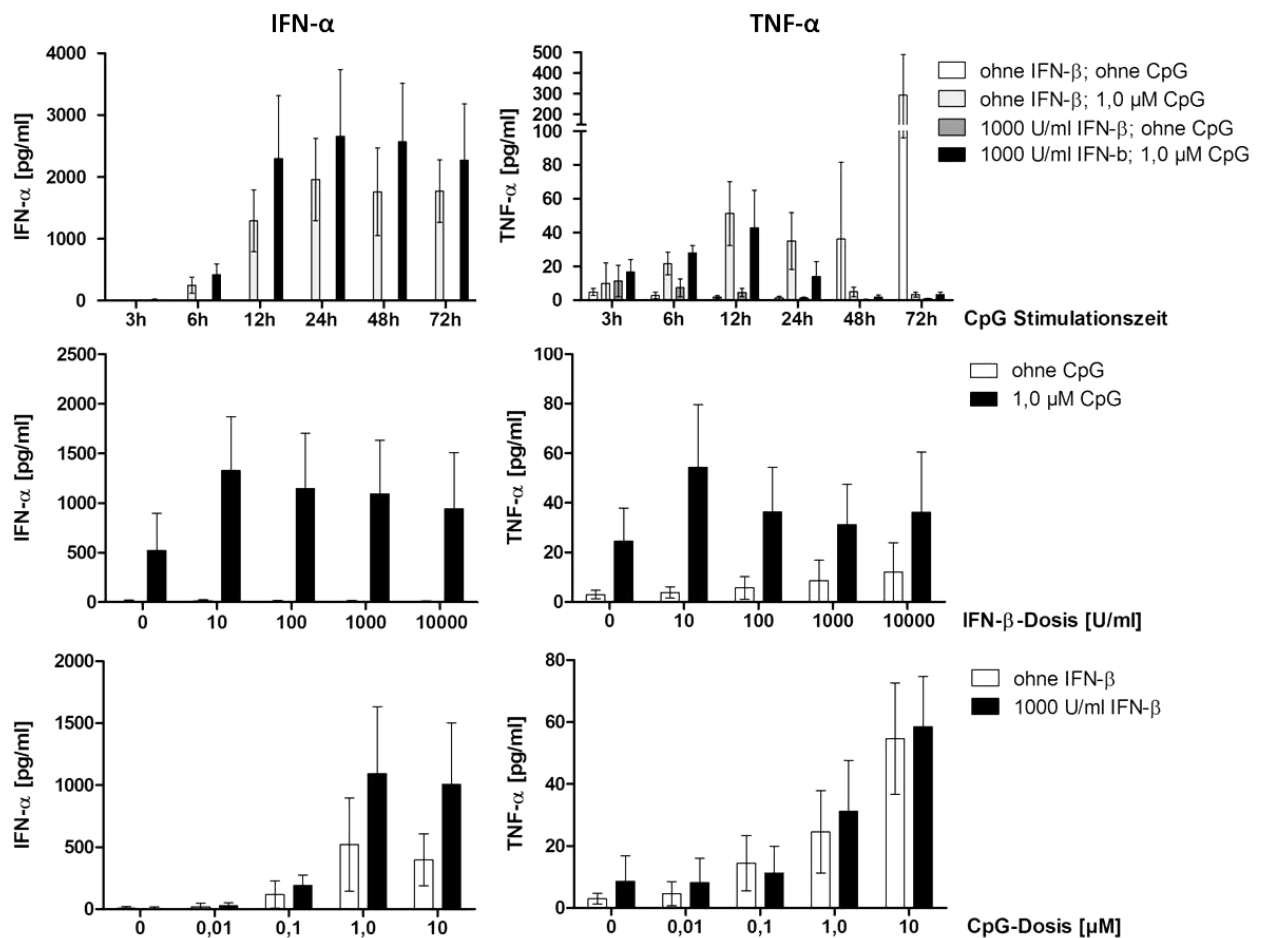 IFN-α
TNF-α
IFN-α [pg/ml]
4000
3000
2000
1000
0
3h 6h 12h 24h 48h 72h
TNF-α [pg/ml]
500
400
300
200
100
80
60
40
20
0
3h 6h 12h 24h 48h 72h
CpG Stimulationszeit
ohne IFN-β; ohne CpG
ohne IFN-β; 1,0 µM CpG
1000 U/ml IFN-β; ohne CpG
1000 U/ml IFN-b; 1,0 µM CpG
IFN-α [pg/ml]
2500
2000
1500
1000
500
0
0 10 100 1000 10000
TNF-α [pg/ml]
100
80
60
40
20
0
0 10 100 1000 10000
IFN-β-Dosis [U/ml]
ohne CpG
1,0 µM CpG
IFN-α [pg/ml]
2000
1500
1000
500
0
0 0,01 0,1 1,0 10
TNF-α [pg/ml]
80
60
40
20
0
0 0,01 0,1 1,0 10
CpG-Dosis [µM]
ohne IFN-β
1000 U/ml IFN-β